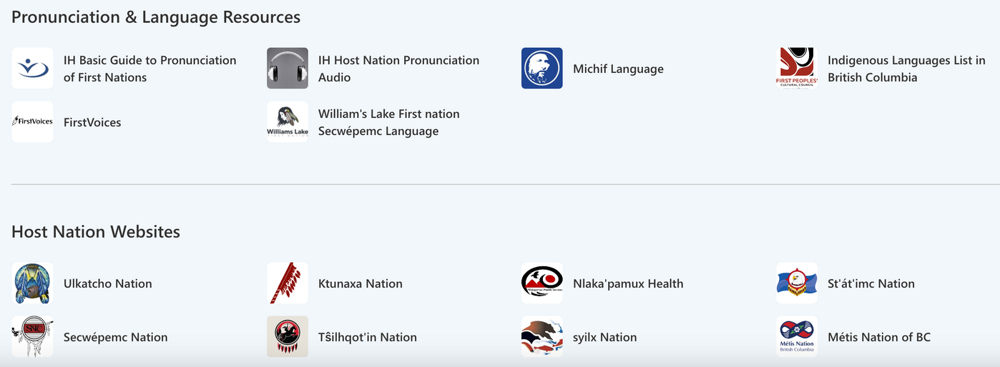 Pronunciation & Language Resources
IH Basic Guide to Pronunciation
of First Nations
IH Host Nation Pronunciation
Audio
Michif Language
FIRST PEOPLES'
CULTURAL COUNCIL
Indigenous Languages List in
British Columbia
FirstVoices
FirstVoices
Williams Lake
FIRST NATION
William's Lake First nation
Secwépemc Language
Host Nation Websites
Ulkatcho Nation
Ktunaxa Nation
Nlaka'pamux Health
St'át'imc Nation
SNC
Secwépemc Nation
Tŝilhqot'in Nation
syilx Nation
Métis Nation
British Columbia
Métis Nation of BC